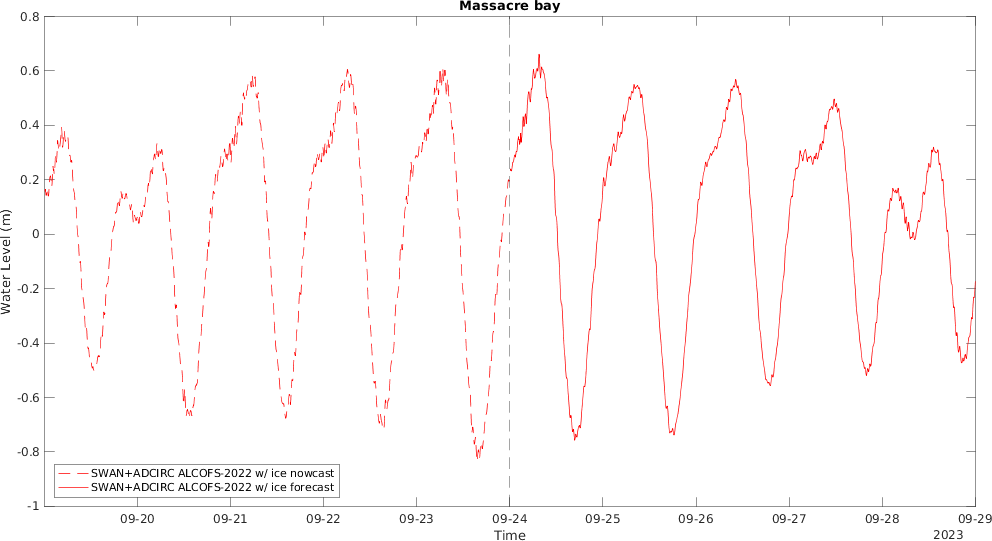 Massacre bay
0.8
0.6
0.4
0.2
0
-0.2
-0.4
-0.6
-0.8
-1
Water Level (m)
SWAN+ADCIRC ALCOFS-2022 w/ ice nowcast
SWAN+ADCIRC ALCOFS-2022 w/ ice forecast
09-20 09-21 09-22 09-23 09-24 09-25 09-26 09-27 09-28 09-29
Time
2023